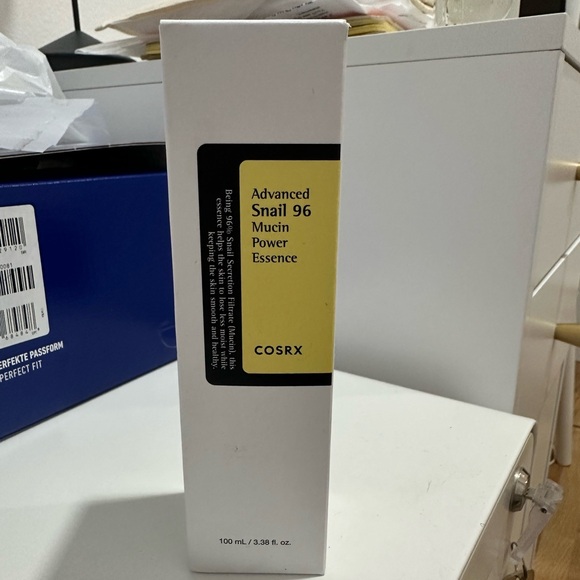 Advanced
Snail 96
Mucin
Power
Essence
COSRX
Being 96% Snail Secretion Filtrate (Mucin), this
essence helps the skin to lose less moist while
keeping the skin smooth and healthy.
100 mL / 3.38 fl. oz.
ERFEKTE PASSFORM
PERFECT FIT